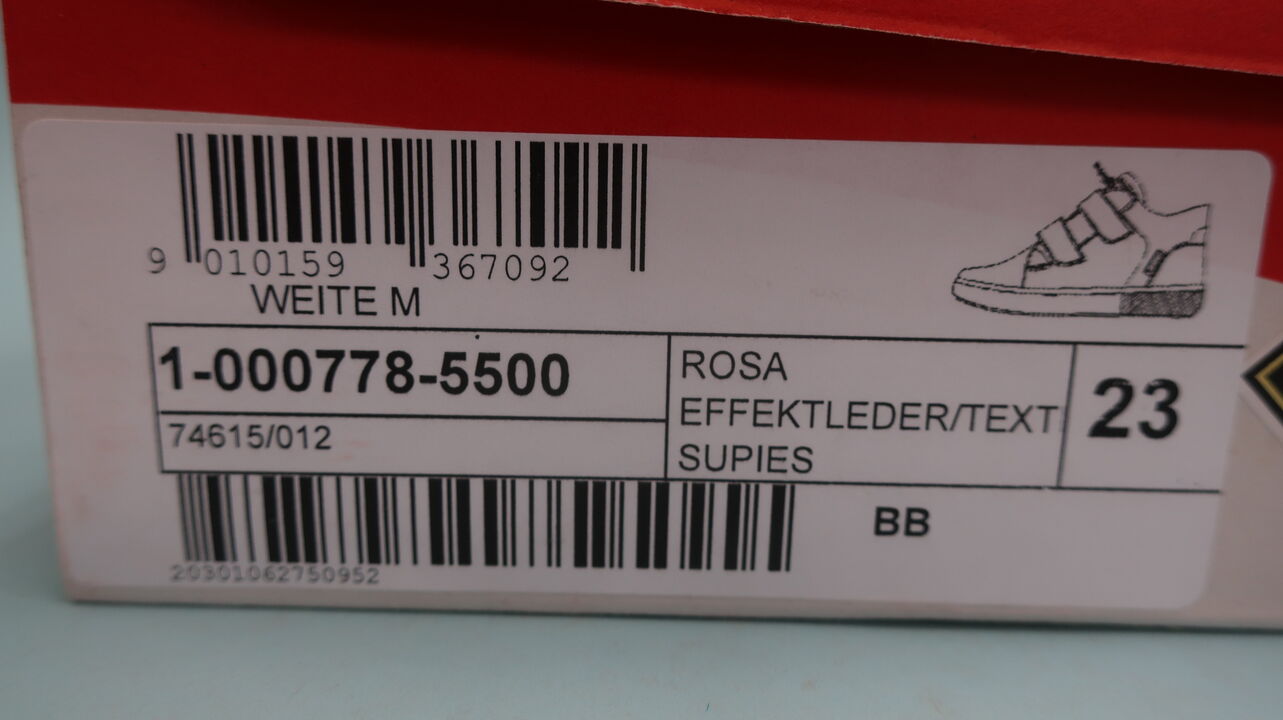 9 010159 367092
WEITE M
1-000778-5500
74615/012
ROSA
EFFEKTLEDER/TEXT
SUPIES
23
BB
20301062750952